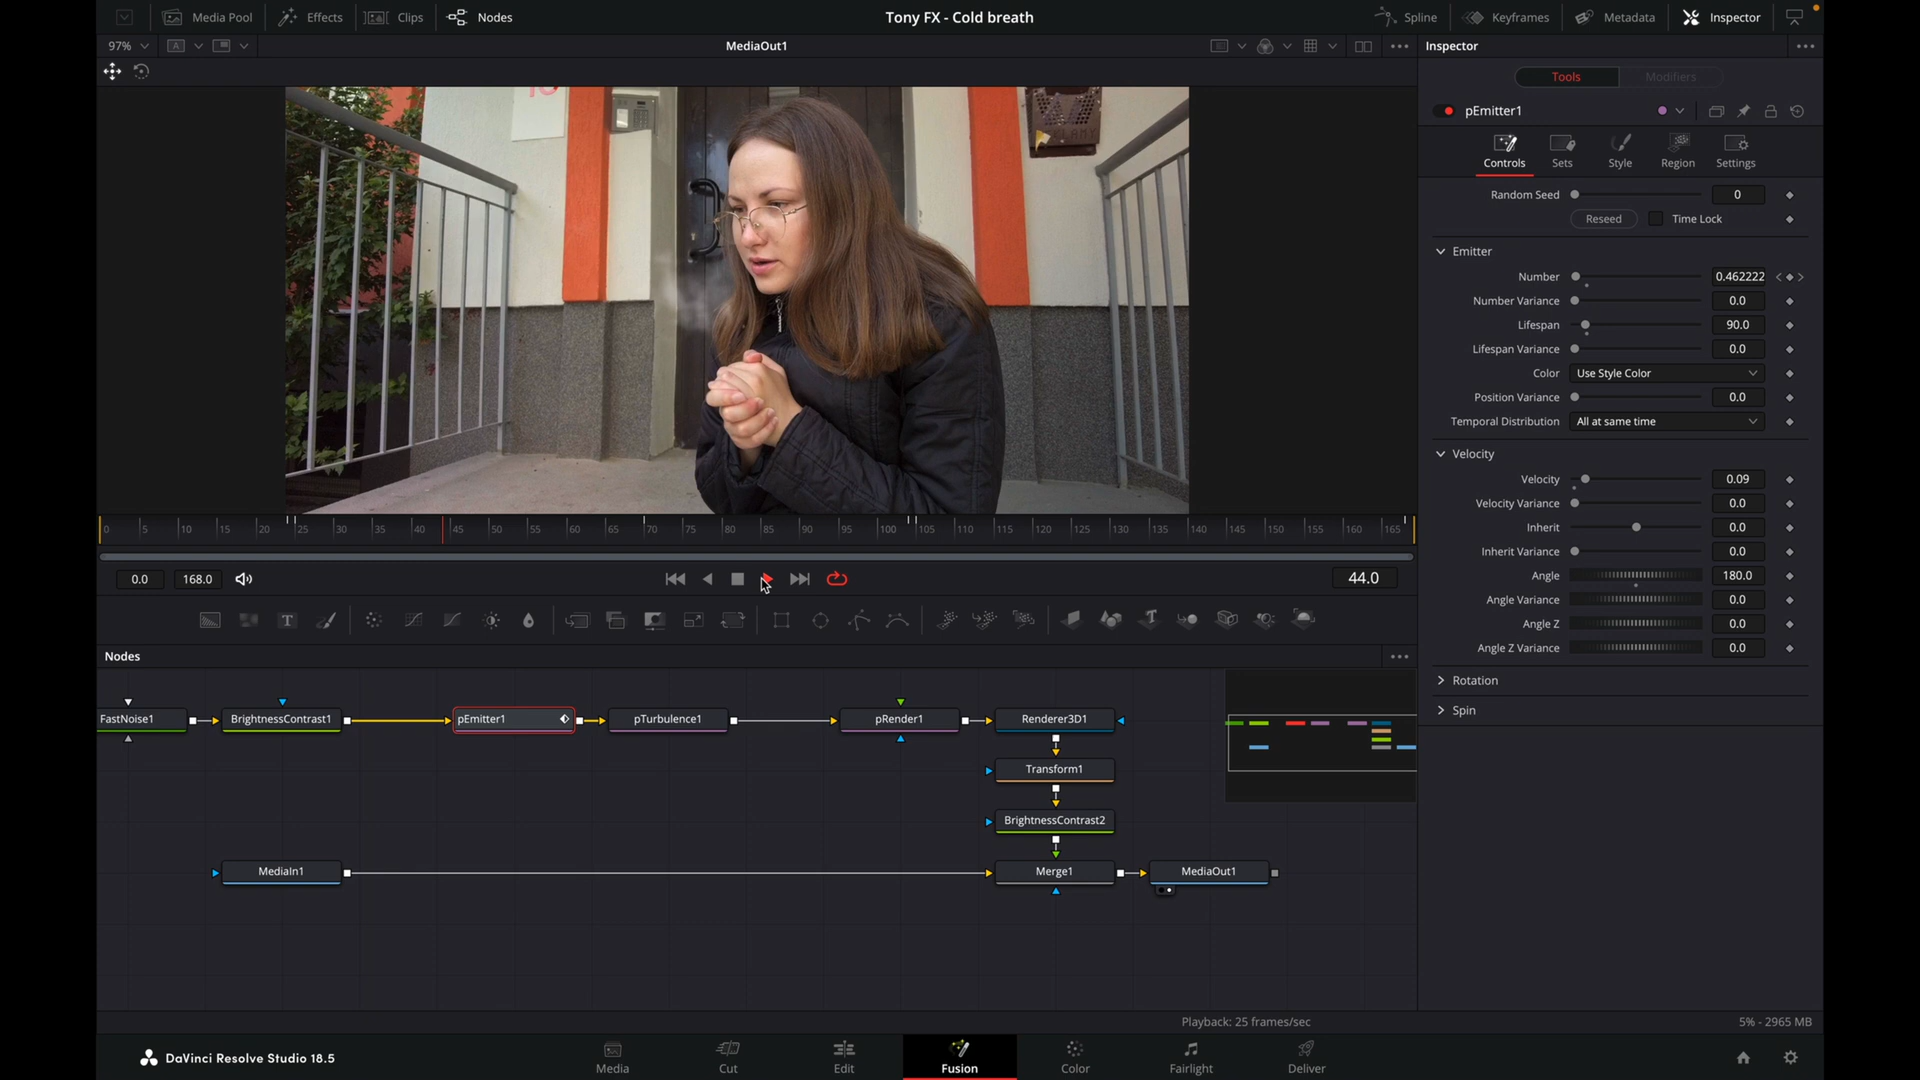 Media Pool
Effects
Clips
Nodes
Tony FX - Cold breath
Spline
Keyframes
Metadata
Inspector
97%
A
MediaOut1
Inspector
Tools
Modifiers
pEmitter1
Controls
Sets
Style
Region
Settings
Random Seed 0
Reseed Time Lock
Emitter
Number 0.462222
Number Variance 0.0
Lifespan 90.0
Lifespan Variance 0.0
Color Use Style Color
Position Variance 0.0
Temporal Distribution All at same time
Velocity
Velocity 0.09
Velocity Variance 0.0
Inherit 0.0
Inherit Variance 0.0
Angle 180.0
Angle Variance 0.0
Angle Z 0.0
Angle Z Variance 0.0
Rotation
Spin
0 5 10 15 20 25 30 35 40 45 50 55 60 65 70 75 80 85 90 95 100 105 110 115 120 125 130 135 140 145 150 155 160 165
0.0 168.0 44.0
T
Nodes
FastNoise1 BrightnessContrast1 pEmitter1 pTurbulence1 pRender1 Renderer3D1
Transform1
BrightnessContrast2
MediaIn1 Merge1 MediaOut1
Playback: 25 frames/sec
5% - 2965 MB
DaVinci Resolve Studio 18.5
Media
Cut
Edit
Fusion
Color
Fairlight
Deliver